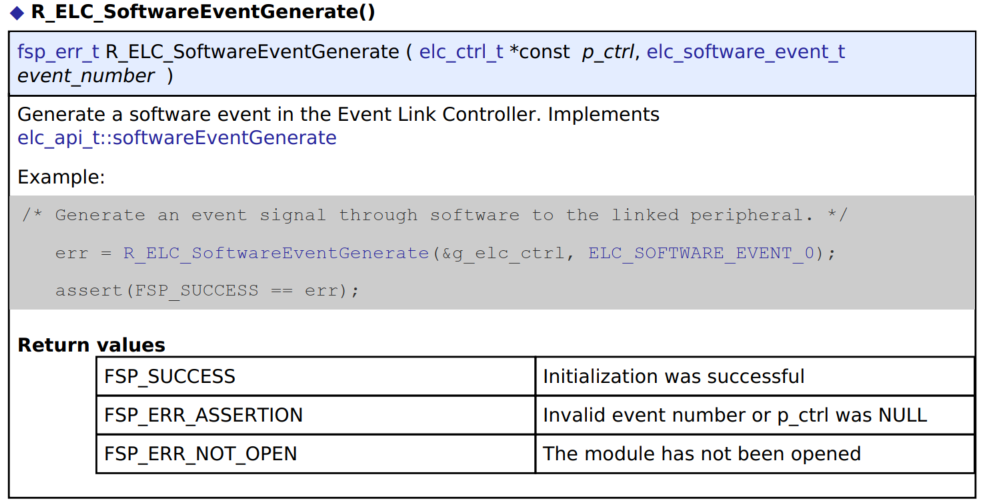 ◆ R_ELC_SoftwareEventGenerate()
fsp_err_t R_ELC_SoftwareEventGenerate ( elc_ctrl_t *const p_ctrl, elc_software_event_t
event_number )
Generate a software event in the Event Link Controller. Implements
elc_api_t::softwareEventGenerate
Example:
/* Generate an event signal through software to the linked peripheral. */
err = R_ELC_SoftwareEventGenerate(&g_elc_ctrl, ELC_SOFTWARE_EVENT_0);
assert(FSP_SUCCESS == err);
Return values
FSP_SUCCESS Initialization was successful
FSP_ERR_ASSERTION Invalid event number or p_ctrl was NULL
FSP_ERR_NOT_OPEN The module has not been opened